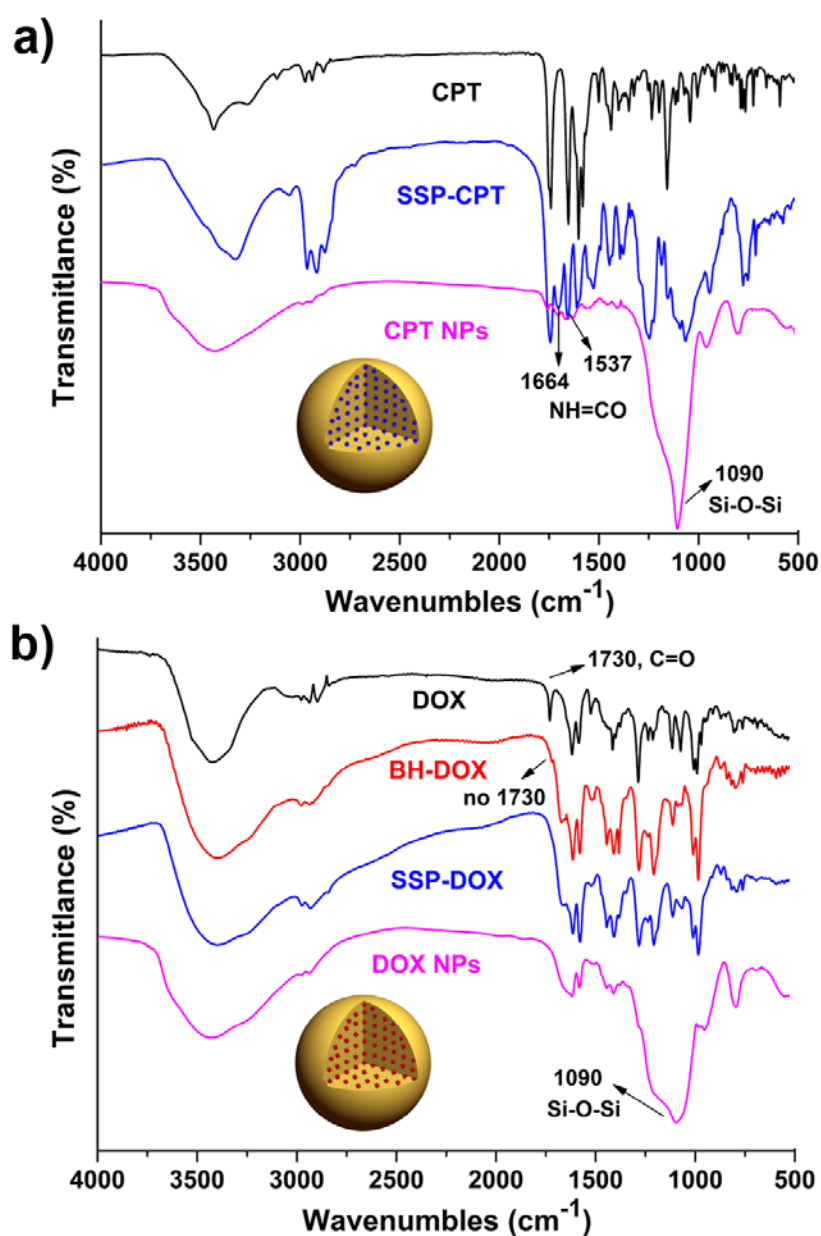 a)
CPT
SSP-CPT
CPT NPs
1537
1664
NH=CO
1090
Si-O-Si
Transmitlance (%)
4000 3500 3000 2500 2000 1500 1000 500
Wavenumbles (cm-1)
b)
1730, C=O
DOX
BH-DOX
no 1730
SSP-DOX
DOX NPs
1090
Si-O-Si
Transmitlance (%)
4000 3500 3000 2500 2000 1500 1000 500
Wavenumbles (cm-1)